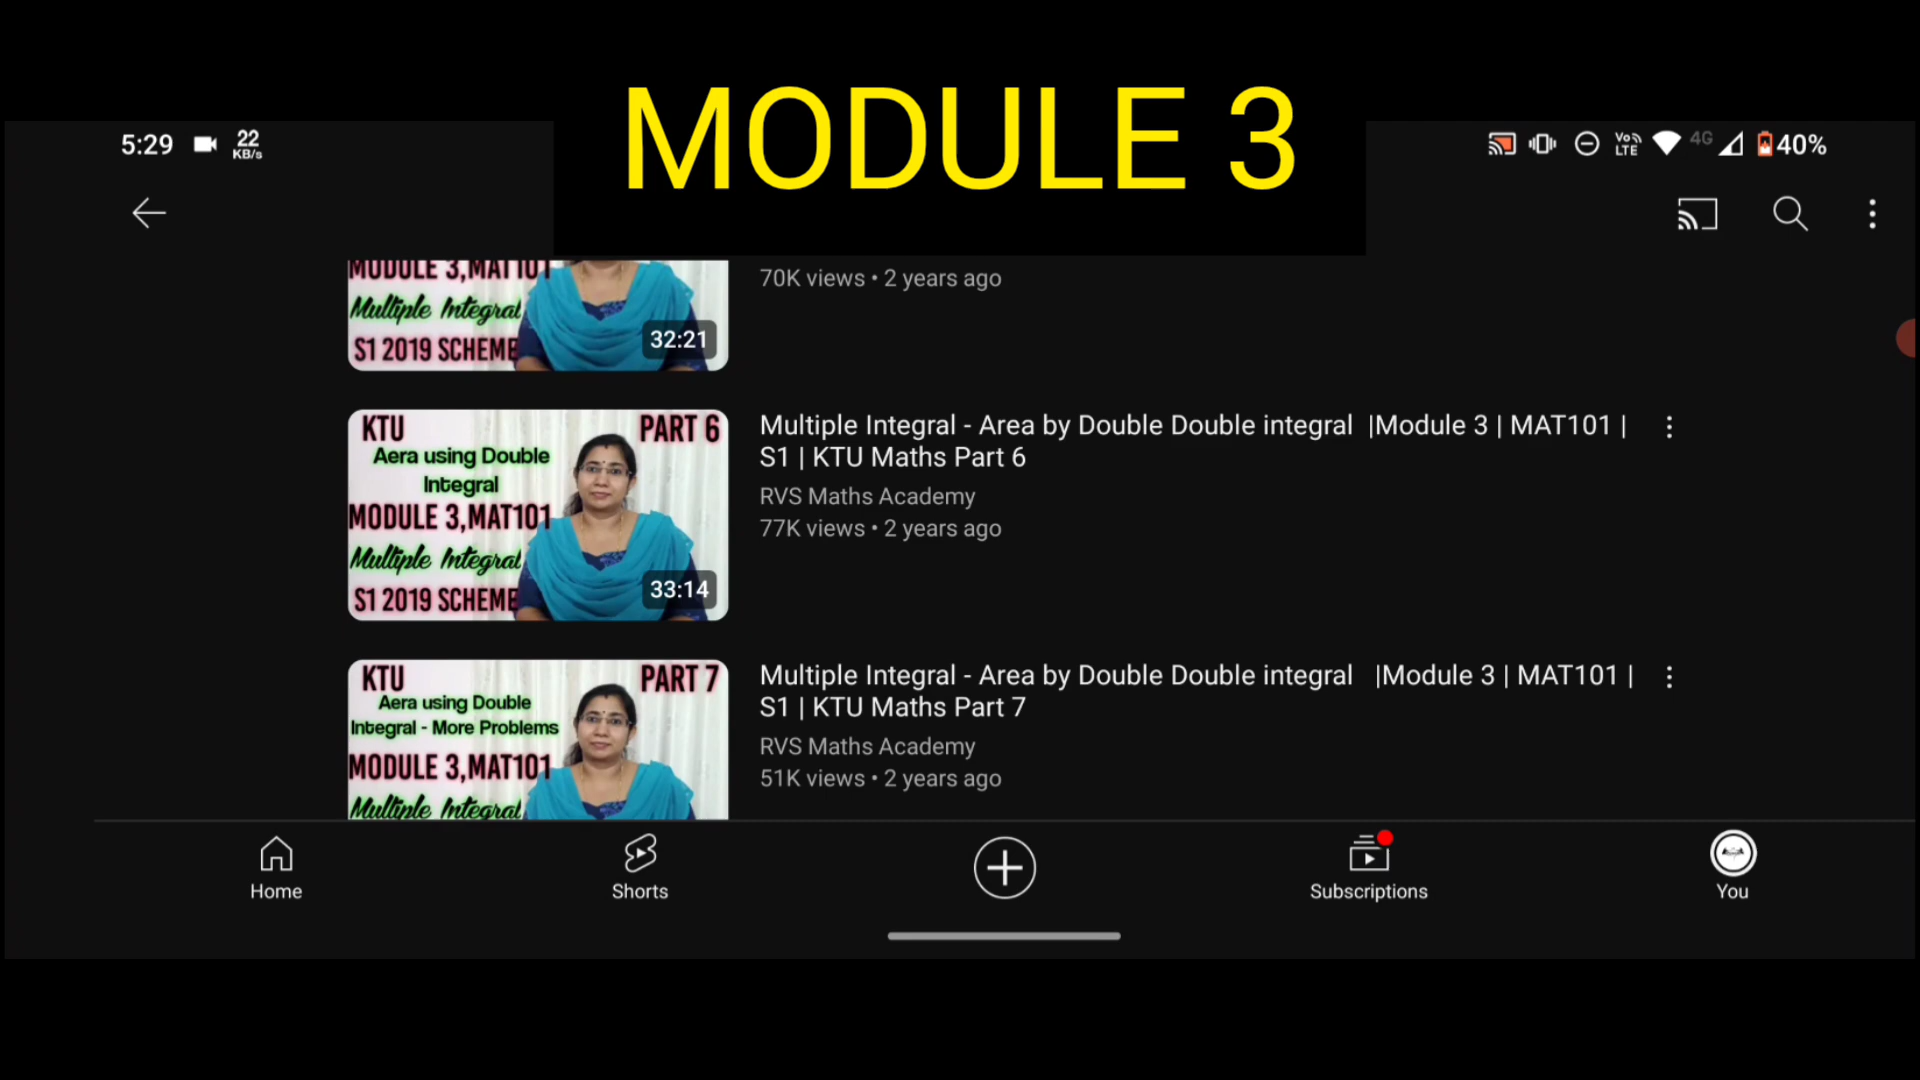 MODULE 3
5:29
22
KB/s
Vo
LTE
4G
40%
MODULE 3,MAT101
Multiple Integral
S1 2019 SCHEME
32:21
70K views • 2 years ago
KTU
PART 6
Aera using Double
Integral
MODULE 3,MAT101
Multiple Integral
S1 2019 SCHEME
33:14
Multiple Integral - Area by Double Double integral |Module 3 | MAT101 |
S1 | KTU Maths Part 6
RVS Maths Academy
77K views • 2 years ago
KTU
PART 7
Aera using Double
Integral - More Problems
MODULE 3,MAT101
Multiple Integral
Multiple Integral - Area by Double Double integral |Module 3 | MAT101 |
S1 | KTU Maths Part 7
RVS Maths Academy
51K views • 2 years ago
Home
Shorts
Subscriptions
You